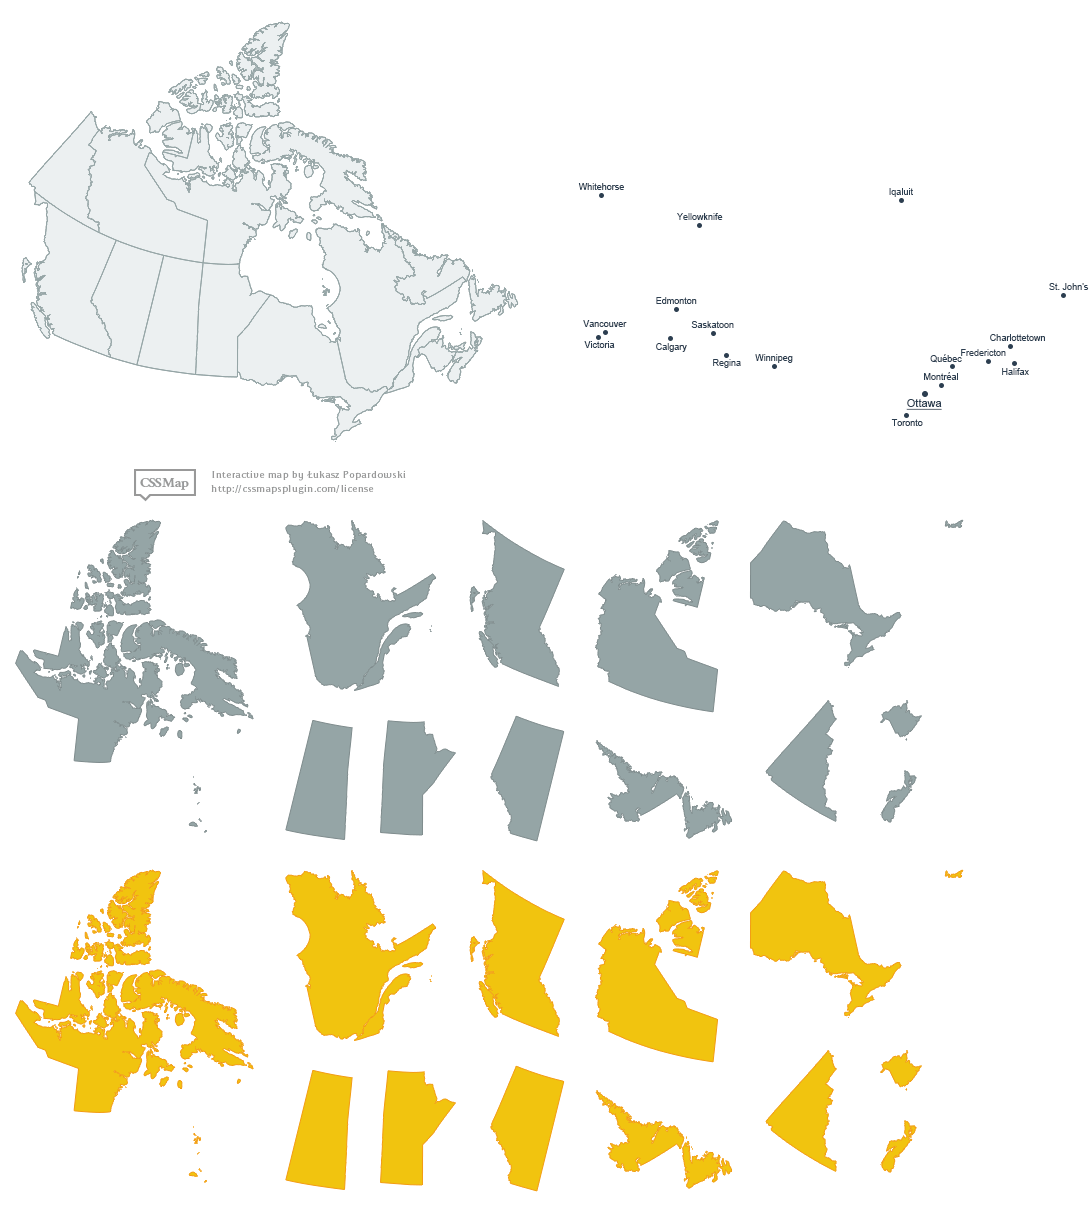 Whitehorse
Iqaluit
Yellowknife
St. John's
Edmonton
Vancouver
Saskatoon
Victoria
Calgary
Charlottetown
Regina
Winnipeg
Québec
Fredericton
Halifax
Montréal
Ottawa
Toronto
CSSMap
Interactive map by Łukasz Popardowski
http://cssmapsplugin.com/license